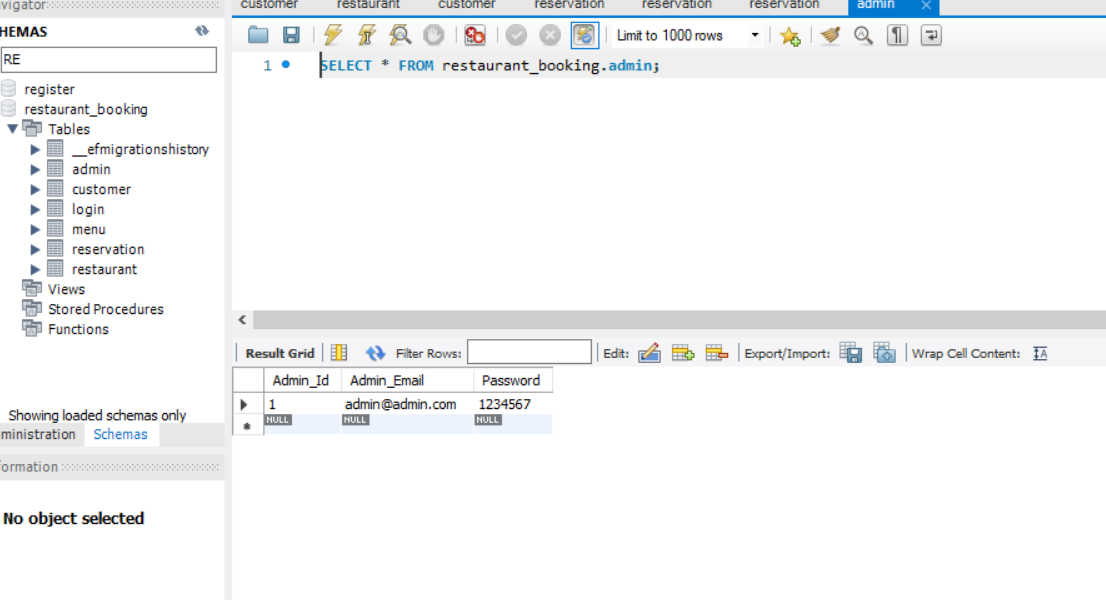 vigator
customer restaurant customer reservation reservation reservation admin
HEMAS
RE
Limit to 1000 rows
1 SELECT * FROM restaurant_booking.admin;
register
restaurant_booking
Tables
__efmigrationshistory
admin
customer
login
menu
reservation
restaurant
Views
Stored Procedures
Functions
Showing loaded schemas only
ministration Schemas
formation
No object selected
Result Grid Filter Rows: Edit: Export/Import: Wrap Cell Content:
Admin_Id Admin_Email Password
1 admin@admin.com 1234567
NULL NULL NULL